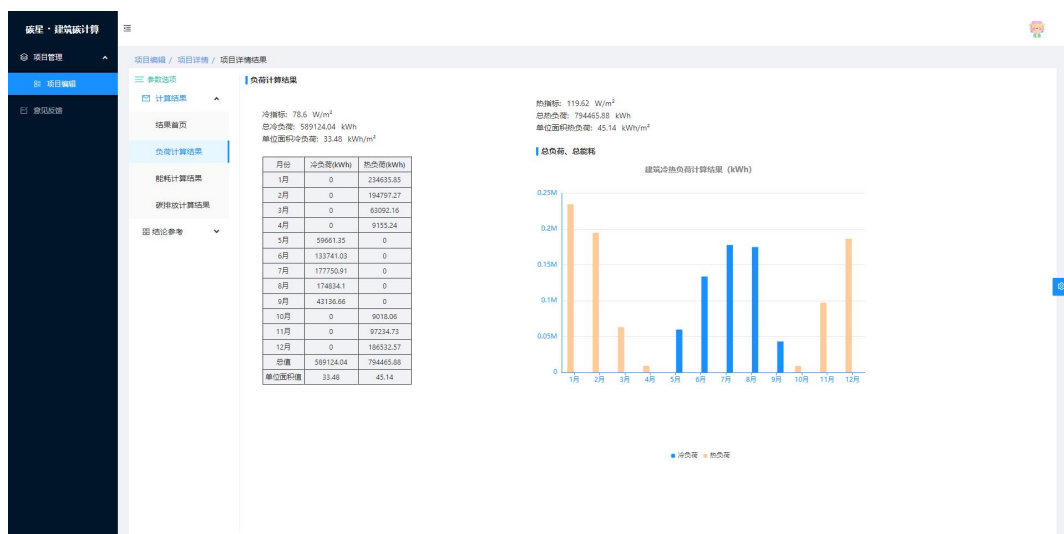 碳星・建筑碳计算
项目管理
项目编辑
意见反馈
项目编辑 / 项目详情 / 项目详情结果
参数选项
计算结果
结果首页
负荷计算结果
能耗计算结果
碳排放计算结果
结论参考
负荷计算结果
冷指标: 78.6 W/m²
总冷负荷: 589124.04 kWh
单位面积冷负荷: 33.48 kWh/m²
热指标: 119.62 W/m²
总热负荷: 794465.88 kWh
单位面积热负荷: 45.14 kWh/m²
月份 冷负荷(kWh) 热负荷(kWh)
1月 0 234635.85
2月 0 194797.27
3月 0 63092.16
4月 0 9155.24
5月 59661.35 0
6月 133741.03 0
7月 177750.91 0
8月 174834.1 0
9月 43136.66 0
10月 0 9018.06
11月 0 97234.73
12月 0 186532.57
总值 589124.04 794465.88
单位面积值 33.48 45.14
总负荷、总能耗
建筑冷热负荷计算结果 (kWh)
0.25M
0.2M
0.15M
0.1M
0.05M
0
1月 2月 3月 4月 5月 6月 7月 8月 9月 10月 11月 12月
冷负荷 热负荷